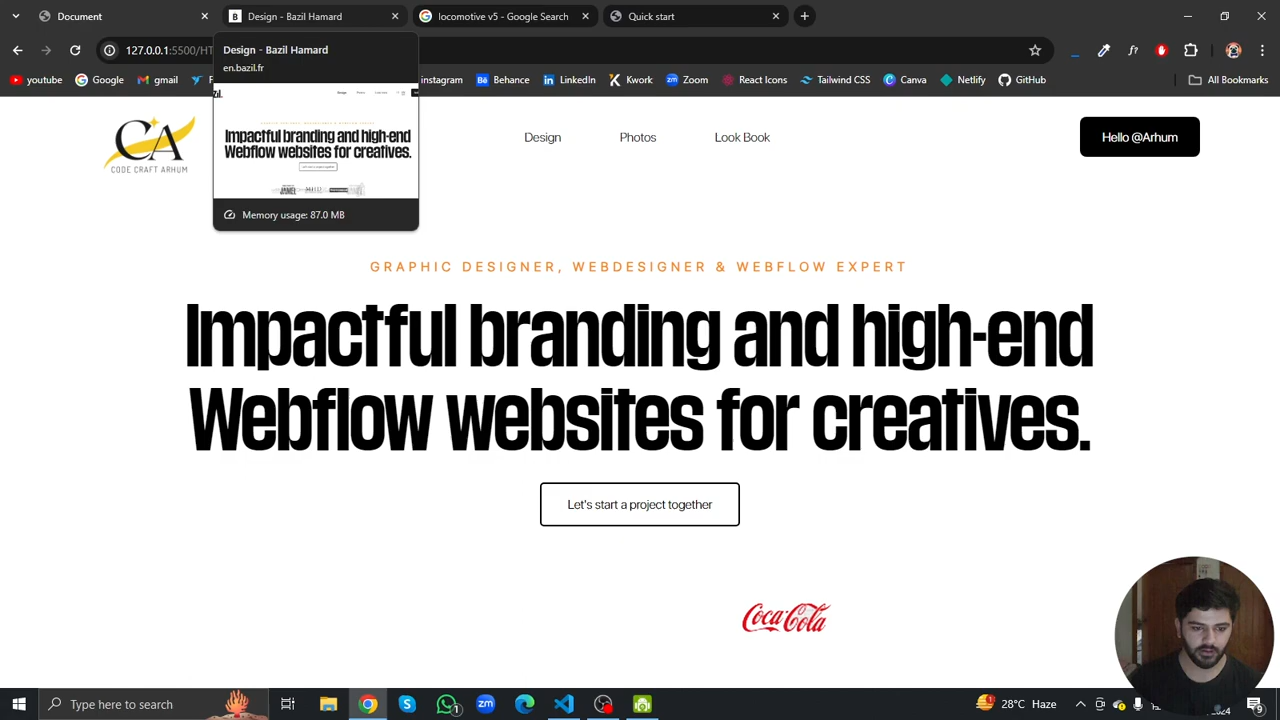 Document
Design - Bazil Hamard
locomotive v5 - Google Search
Quick start
127.0.0.1:5500/HT
Design - Bazil Hamard
en.bazil.fr
youtube
Google
gmail
instagram
Behance
LinkedIn
Kwork
Zoom
React Icons
Tailwind CSS
Canva
Netlify
GitHub
All Bookmarks
CA
CODE CRAFT ARHUM
Design
Photos
Look Book
Hello @Arhum
Impactful branding and high-end
Webflow websites for creatives.
Memory usage: 87.0 MB
GRAPHIC DESIGNER, WEBDESIGNER & WEBFLOW EXPERT
Impactful branding and high-end
Webflow websites for creatives.
Let's start a project together
Coca-Cola
Type here to search
28°C Haze